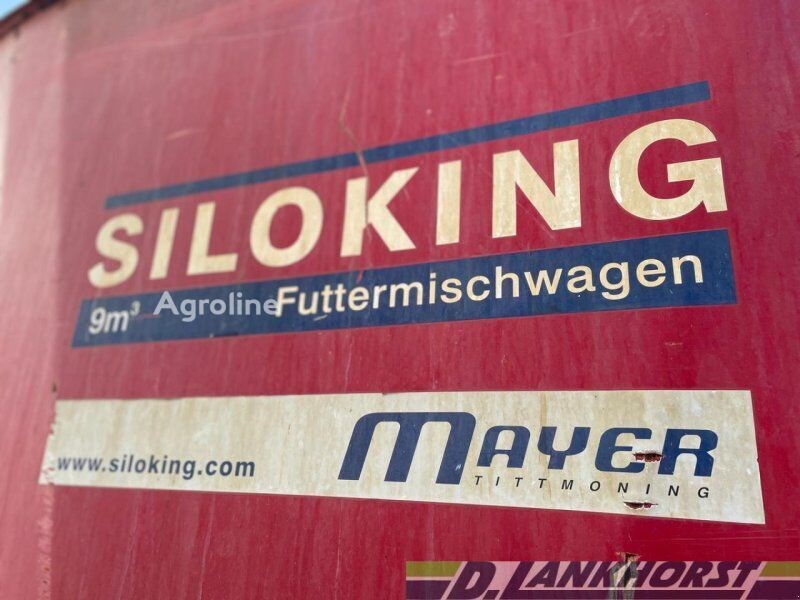 SILOKING
9m³ Agroline Futtermischwagen
www.siloking.com MAYER
TITTMONING
D. LANKHORST